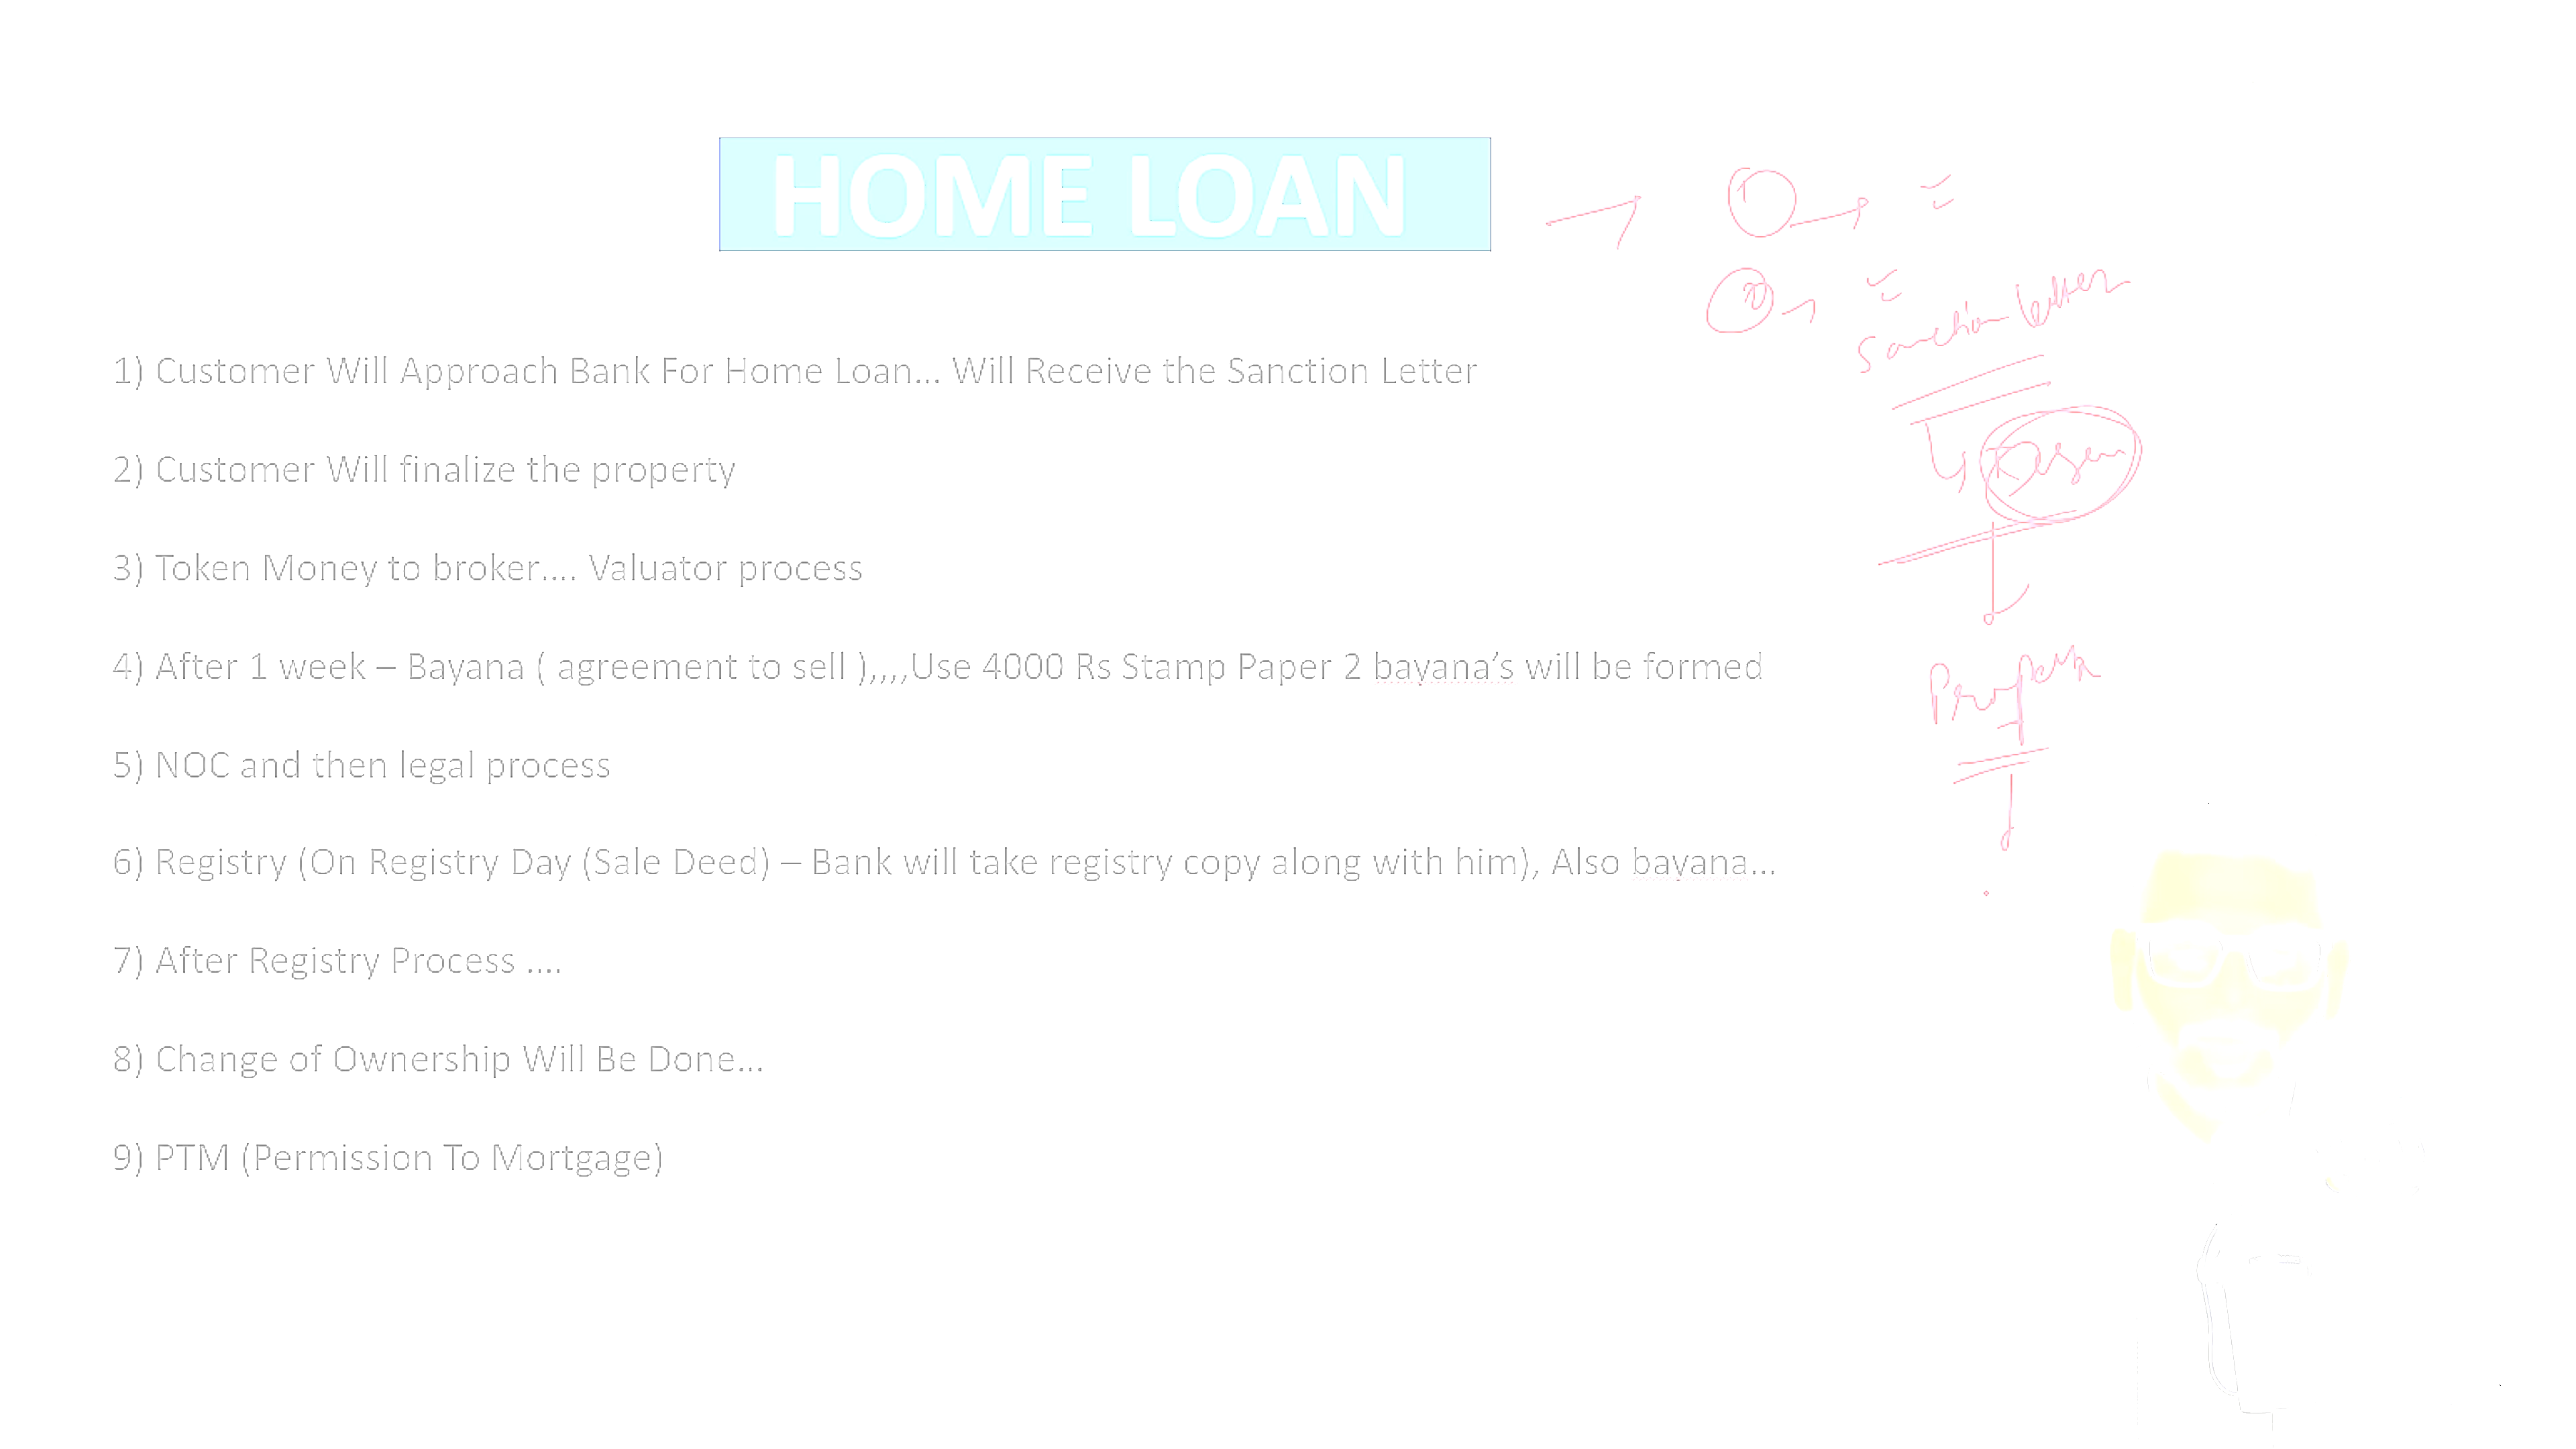 HOME LOAN
1
2
Sanction letter
1) Customer Will Approach Bank For Home Loan... Will Receive the Sanction Letter
2) Customer Will finalize the property
3) Token Money to broker.... Valuator process
4) After 1 week – Bayana ( agreement to sell ),,,,Use 4000 Rs Stamp Paper 2 bayana’s will be formed
Property
5) NOC and then legal process
6) Registry (On Registry Day (Sale Deed) – Bank will take registry copy along with him), Also bayana...
7) After Registry Process ....
8) Change of Ownership Will Be Done...
9) PTM (Permission To Mortgage)